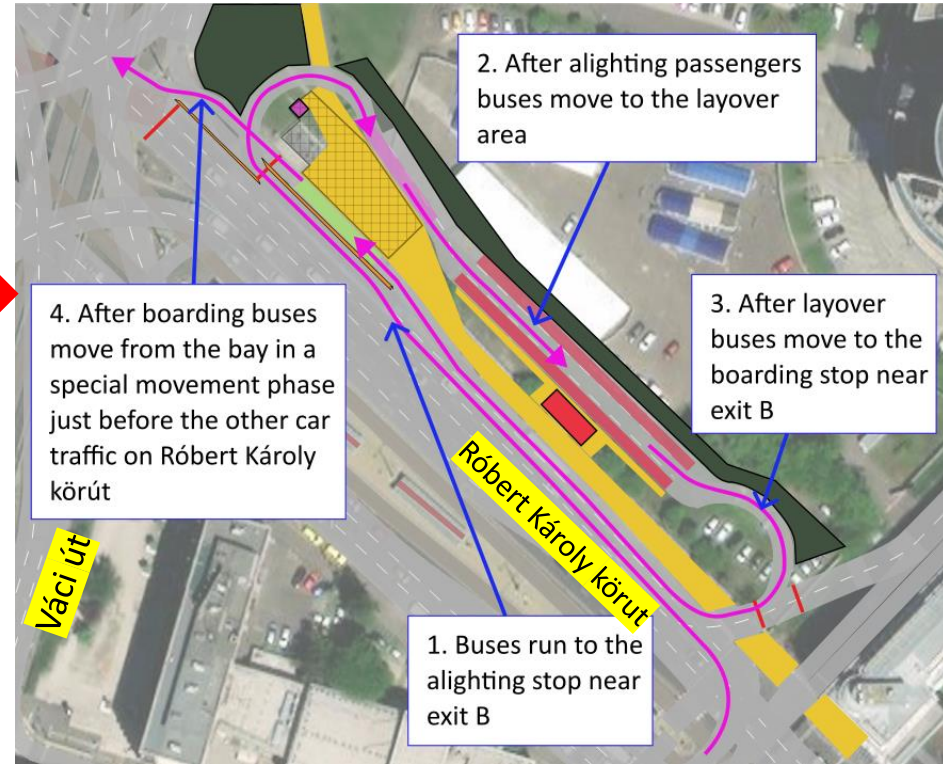 2. After alighting passengers
buses move to the layover
area
4. After boarding buses
move from the bay in a
special movement phase
just before the other car
traffic on Róbert Károly
körút
3. After layover
buses move to the
boarding stop near
exit B
Róbert Károly körut
Váci út
1. Buses run to the
alighting stop near
exit B